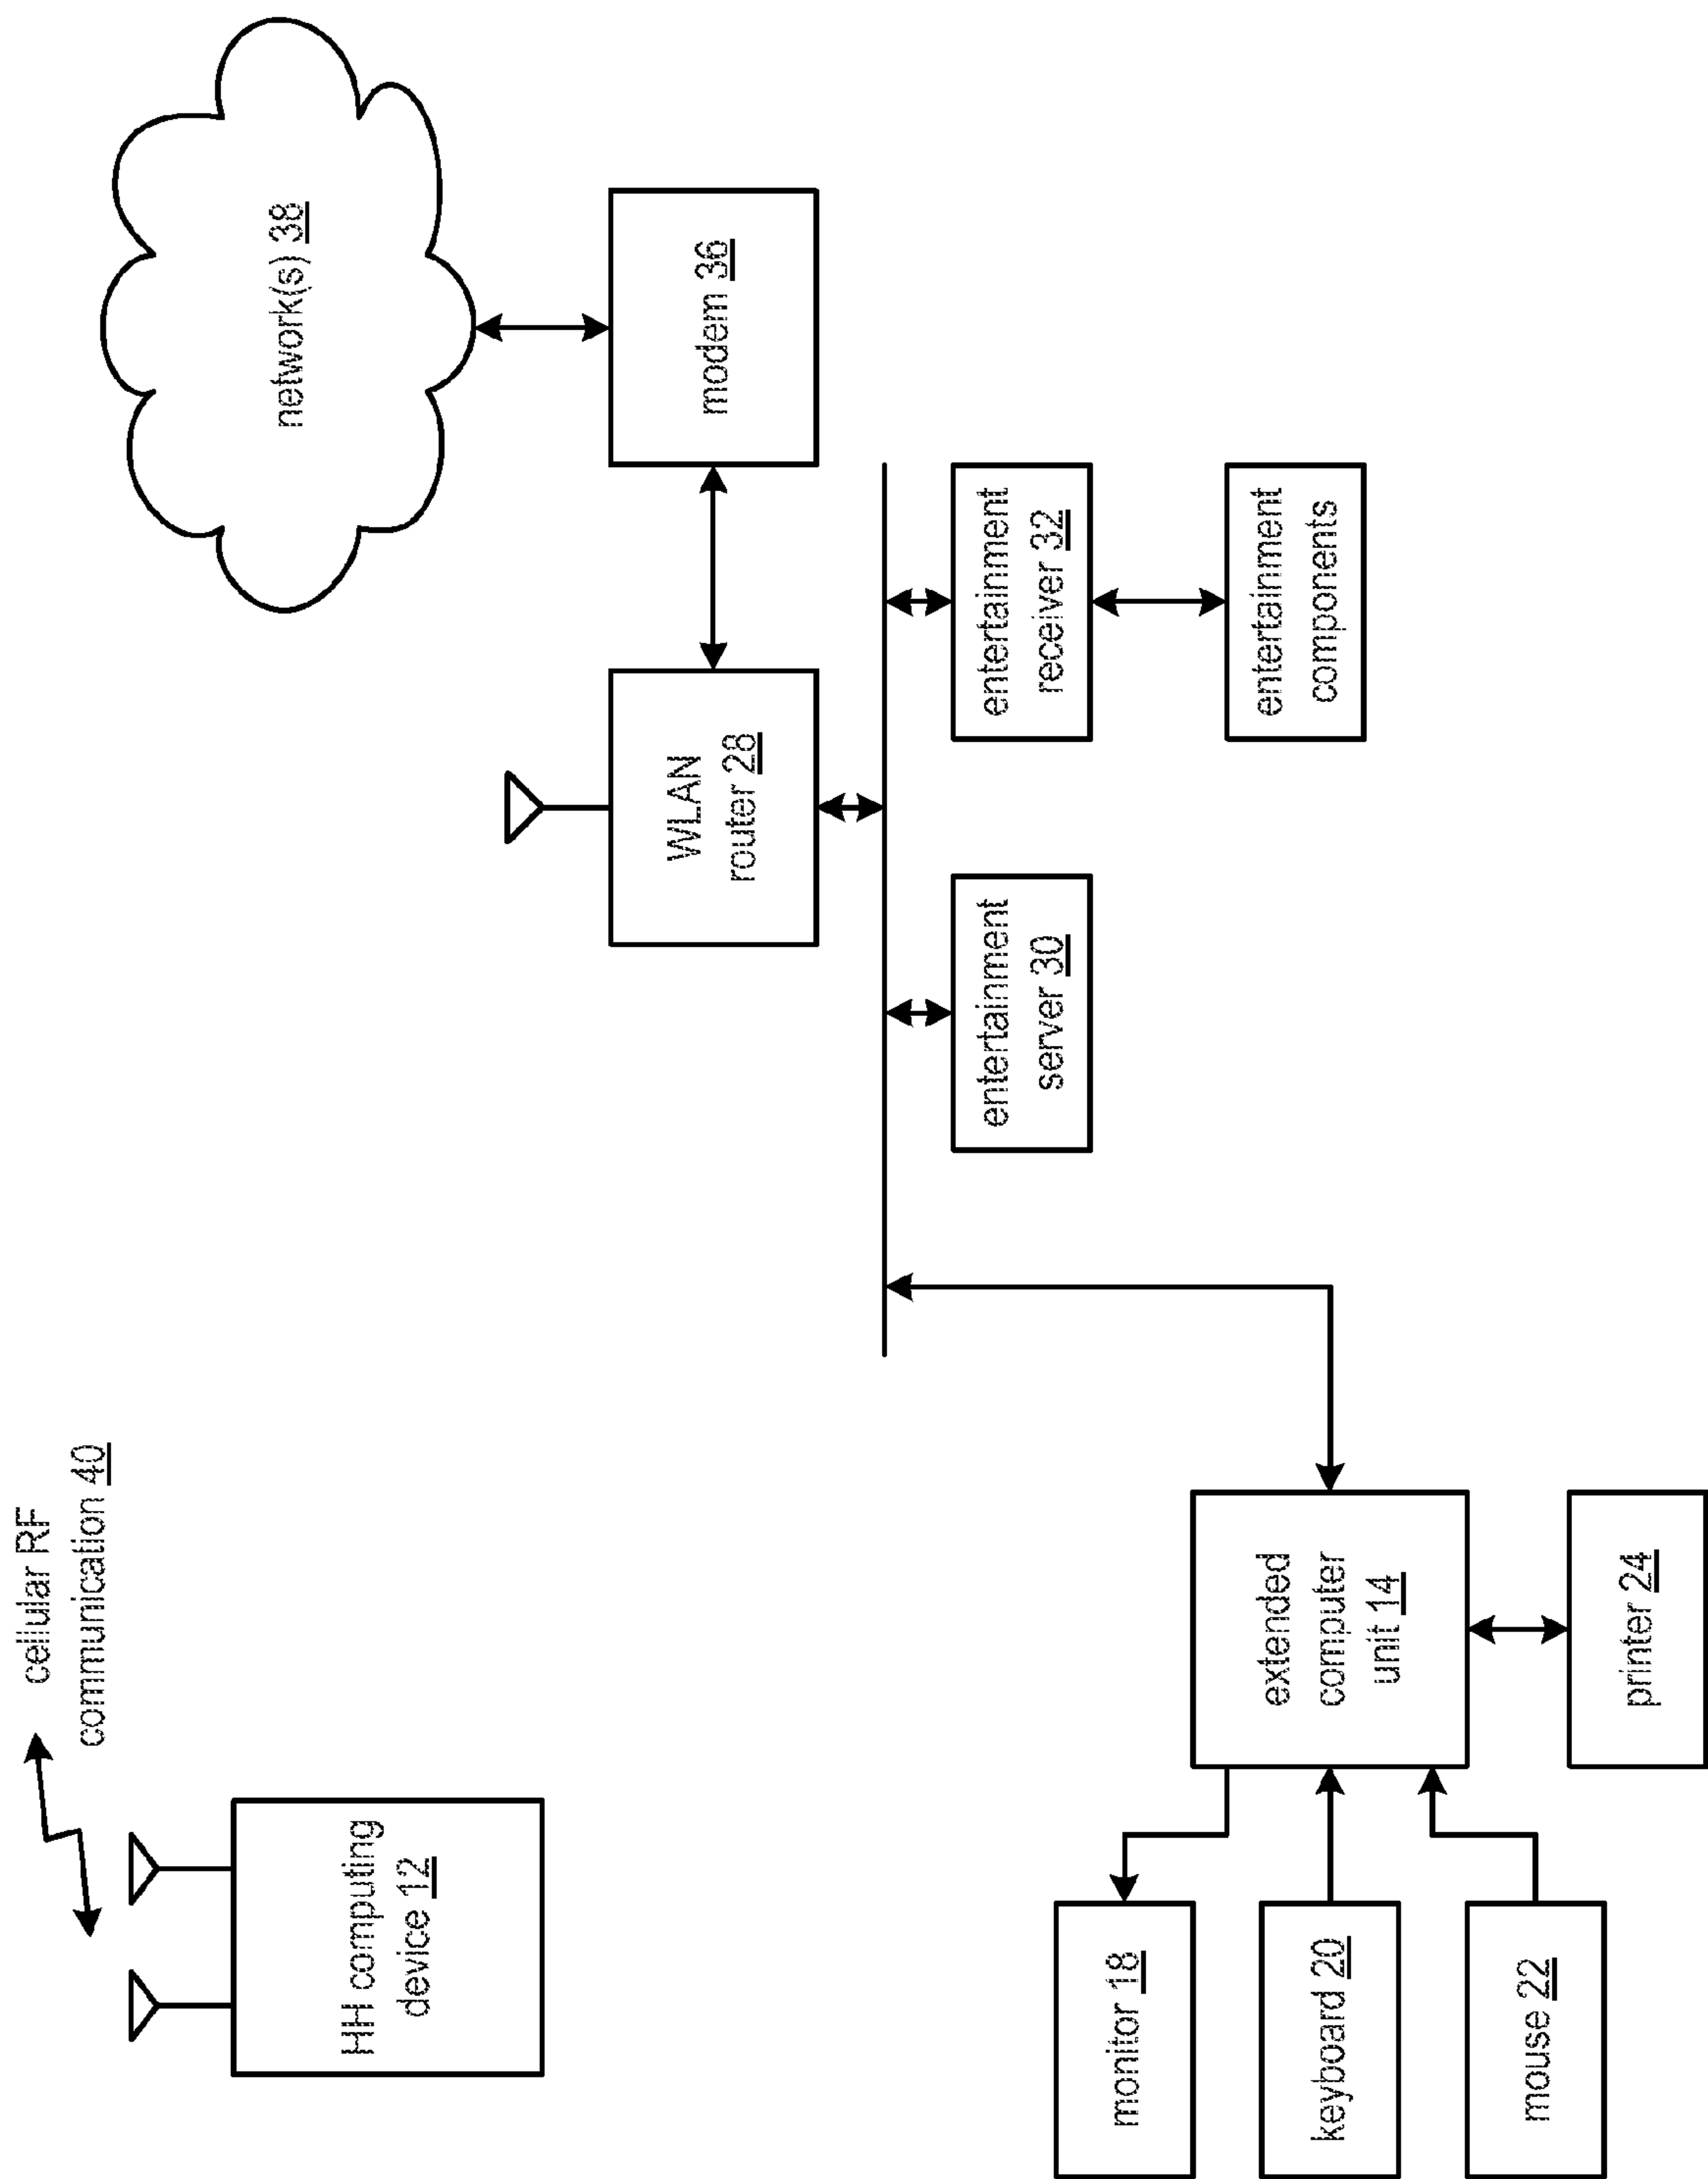 cellular RF
communication 40
HH computing
device 12
network(s) 38
WLAN
router 28
modem 36
entertainment
server 30
entertainment
receiver 32
entertainment
components
monitor 18
keyboard 20
mouse 22
extended
computer
unit 14
printer 24